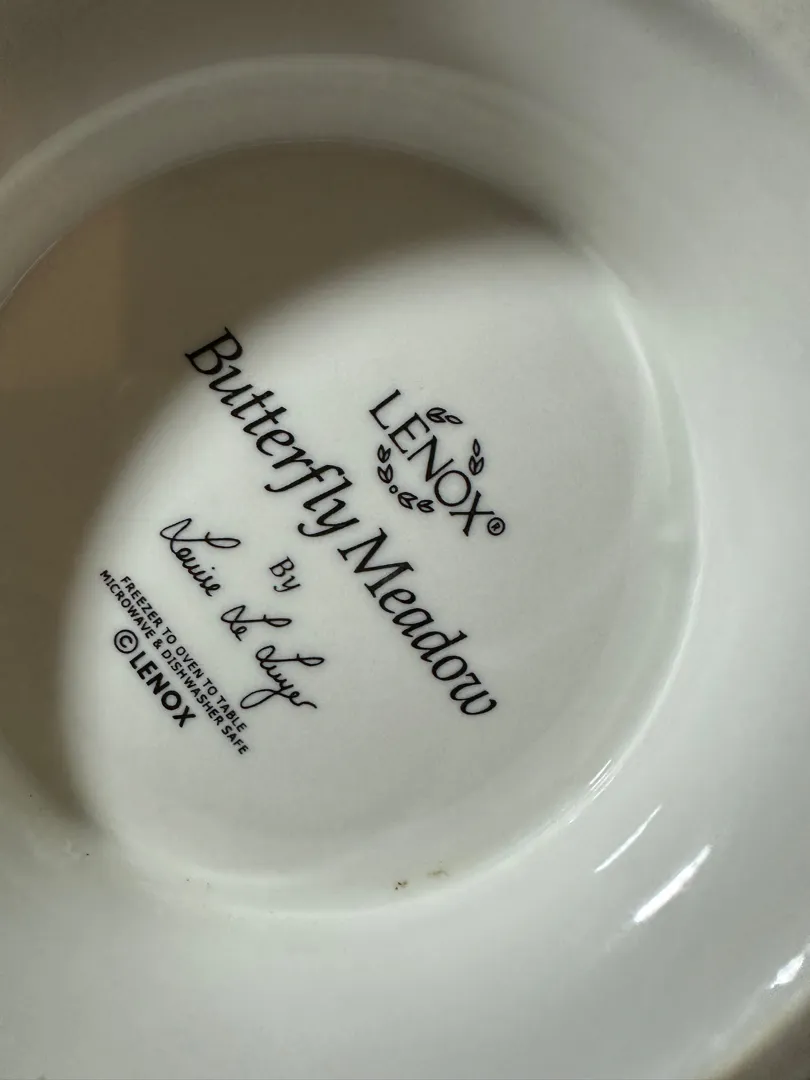 LENOX®
Butterfly Meadow
By
Louise Le Luyer
FREEZER TO OVEN TO TABLE
MICROWAVE & DISHWASHER SAFE
©LENOX